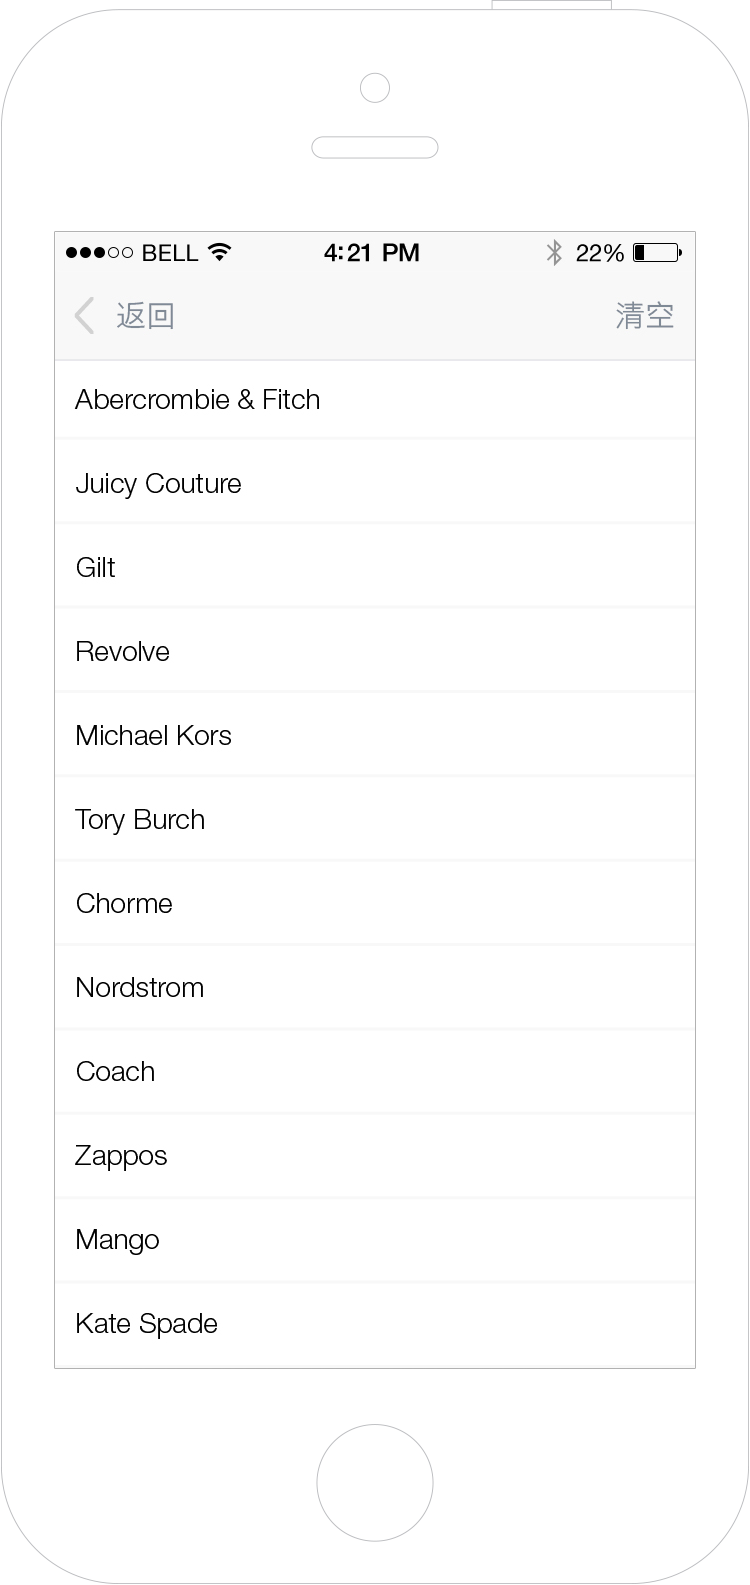 BELL 4:21 PM 22%
返回 清空
Abercrombie & Fitch
Juicy Couture
Gilt
Revolve
Michael Kors
Tory Burch
Chorme
Nordstrom
Coach
Zappos
Mango
Kate Spade